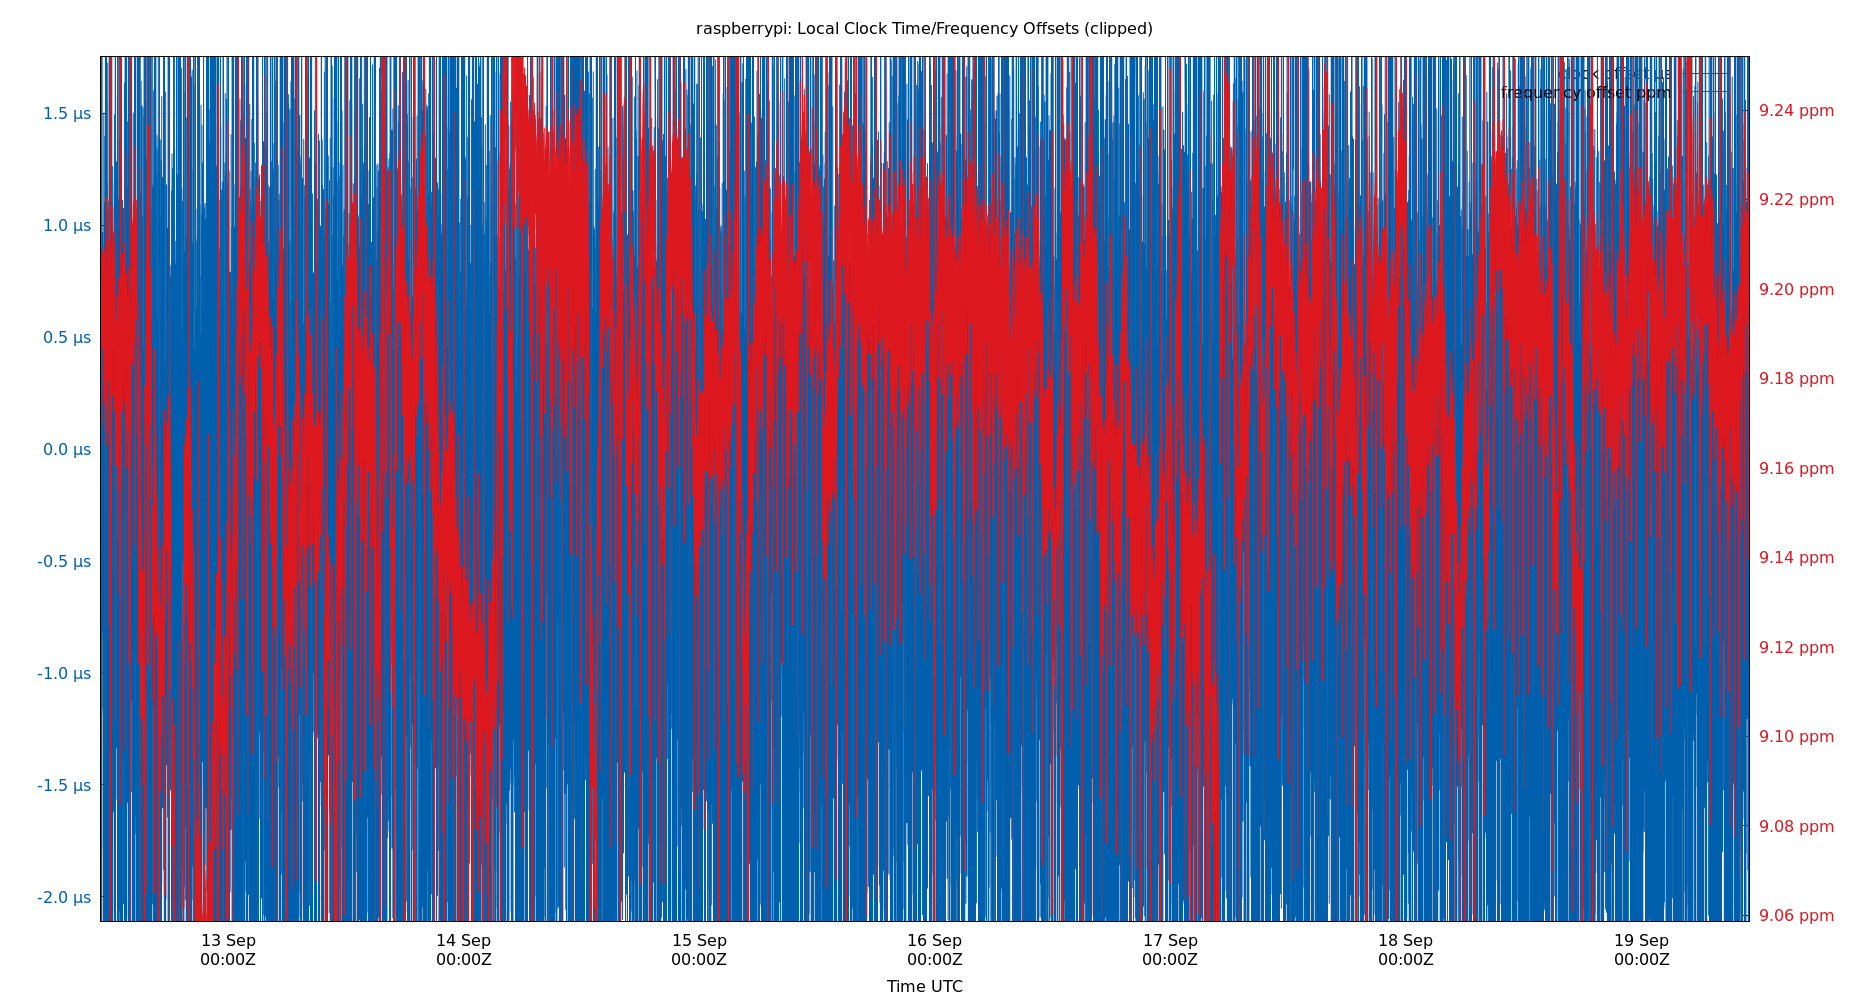 raspberrypi: Local Clock Time/Frequency Offsets (clipped)
clock offset µs
frequency offset ppm
1.5 µs
1.0 µs
0.5 µs
0.0 µs
-0.5 µs
-1.0 µs
-1.5 µs
-2.0 µs
9.24 ppm
9.22 ppm
9.20 ppm
9.18 ppm
9.16 ppm
9.14 ppm
9.12 ppm
9.10 ppm
9.08 ppm
9.06 ppm
13 Sep 14 Sep 15 Sep 16 Sep 17 Sep 18 Sep 19 Sep
00:00Z 00:00Z 00:00Z 00:00Z 00:00Z 00:00Z 00:00Z
Time UTC